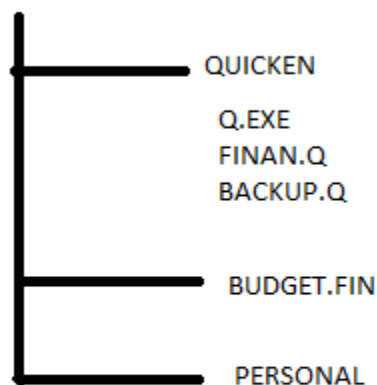 QUICKEN
Q.EXE
FINAN.Q
BACKUP.Q
BUDGET.FIN
PERSONAL